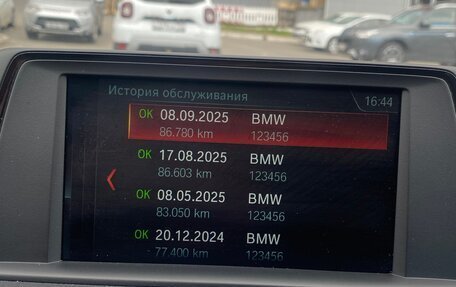 История обслуживания
16:44
OK 08.09.2025 BMW
86.780 km 123456
OK 17.08.2025 BMW
86.603 km 123456
OK 08.05.2025 BMW
83.050 km 123456
OK 20.12.2024 BMW
77.400 km 123456